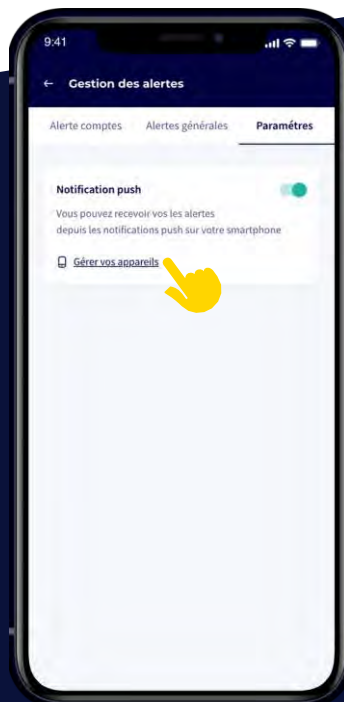 9:41
← Gestion des alertes
Alerte comptes Alertes générales Paramétres
Notification push
Vous pouvez recevoir vos les alertes
depuis les notifications push sur votre smartphone
Gérer vos appareils